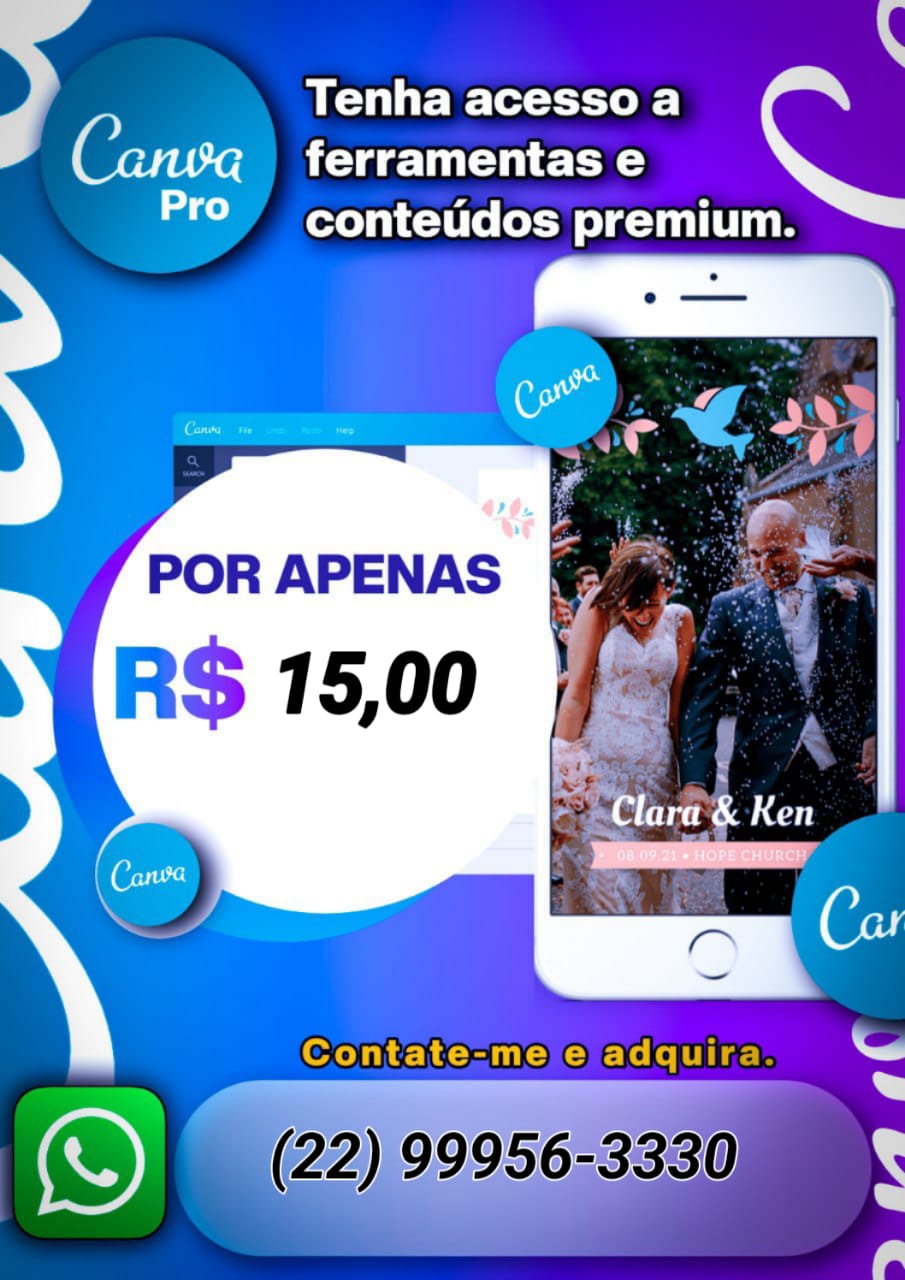 Canva
Pro
Tenha acesso a
ferramentas e
conteúdos premium.
Canva
Canva File Undo Redo Help
SEARCH
POR APENAS
R$ 15,00
Clara & Ken
08.09.21 • HOPE CHURCH
Canva
Can
Contate-me e adquira.
(22) 99956-3330